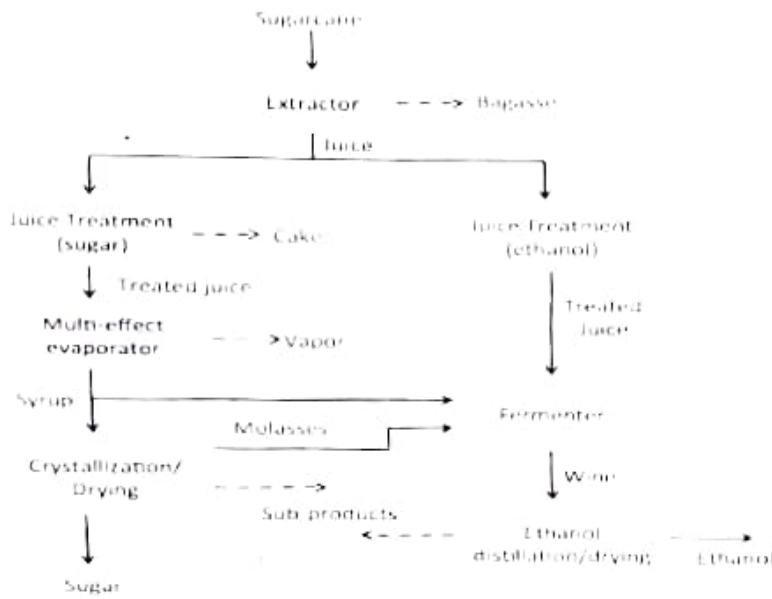 Sugarcane
Extractor
Bagasse
Juice
Juice Treatment
(sugar)
Cake
Juice Treatment
(ethanol)
Treated juice
Treated
Juice
Multi-effect
evaporator
Vapor
Syrup
Fermenter
Molasses
Crystallization/
Drying
Wine
Sub products
Ethanol
distillation/drying
Ethanol
Sugar